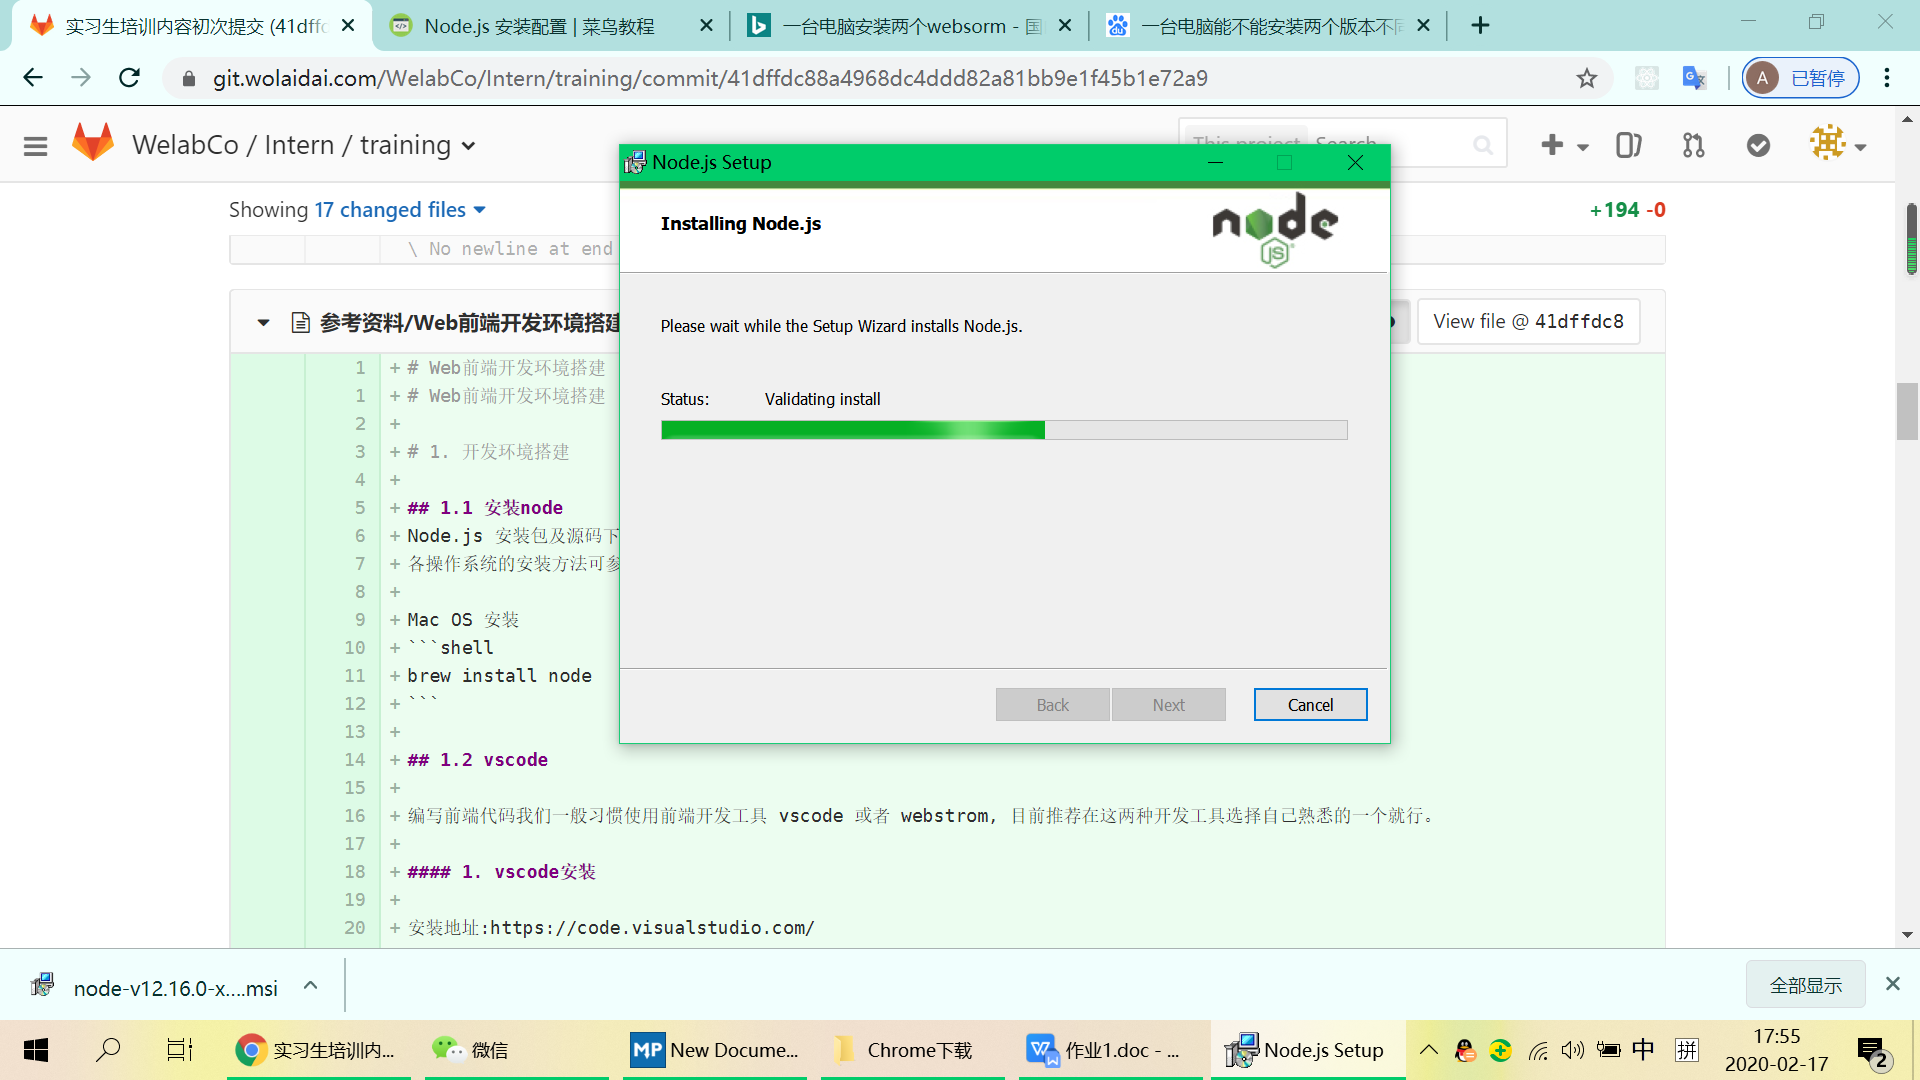 实习生培训内容初次提交 (41dffc
Node.js 安装配置 | 菜鸟教程
一台电脑安装两个websorm - 国
一台电脑能不能安装两个版本不同
git.wolaidai.com/WelabCo/Intern/training/commit/41dffdc88a4968dc4ddd82a81bb9e1f45b1e72a9
A 已暂停
WelabCo / Intern / training
This project Search
Showing 17 changed files
+194 -0
\ No newline at end
参考资料/Web前端开发环境搭建
View file @ 41dffdc8
1 + # Web前端开发环境搭建
1 + # Web前端开发环境搭建
2 +
3 + # 1. 开发环境搭建
4 +
5 + ## 1.1 安装node
6 + Node.js 安装包及源码下
7 + 各操作系统的安装方法可参
8 +
9 + Mac OS 安装
10 + ```shell
11 + brew install node
12 + ```
13 +
14 + ## 1.2 vscode
15 +
16 + 编写前端代码我们一般习惯使用前端开发工具 vscode 或者 webstrom, 目前推荐在这两种开发工具选择自己熟悉的一个就行。
17 +
18 + #### 1. vscode安装
19 +
20 + 安装地址:https://code.visualstudio.com/
Node.js Setup
Installing Node.js
node
JS
Please wait while the Setup Wizard installs Node.js.
Status: Validating install
Back
Next
Cancel
node-v12.16.0-x....msi
全部显示
实习生培训内...
微信
MP New Docume...
Chrome下载
作业1.doc - ...
Node.js Setup
中
拼
17:55
2020-02-17
2